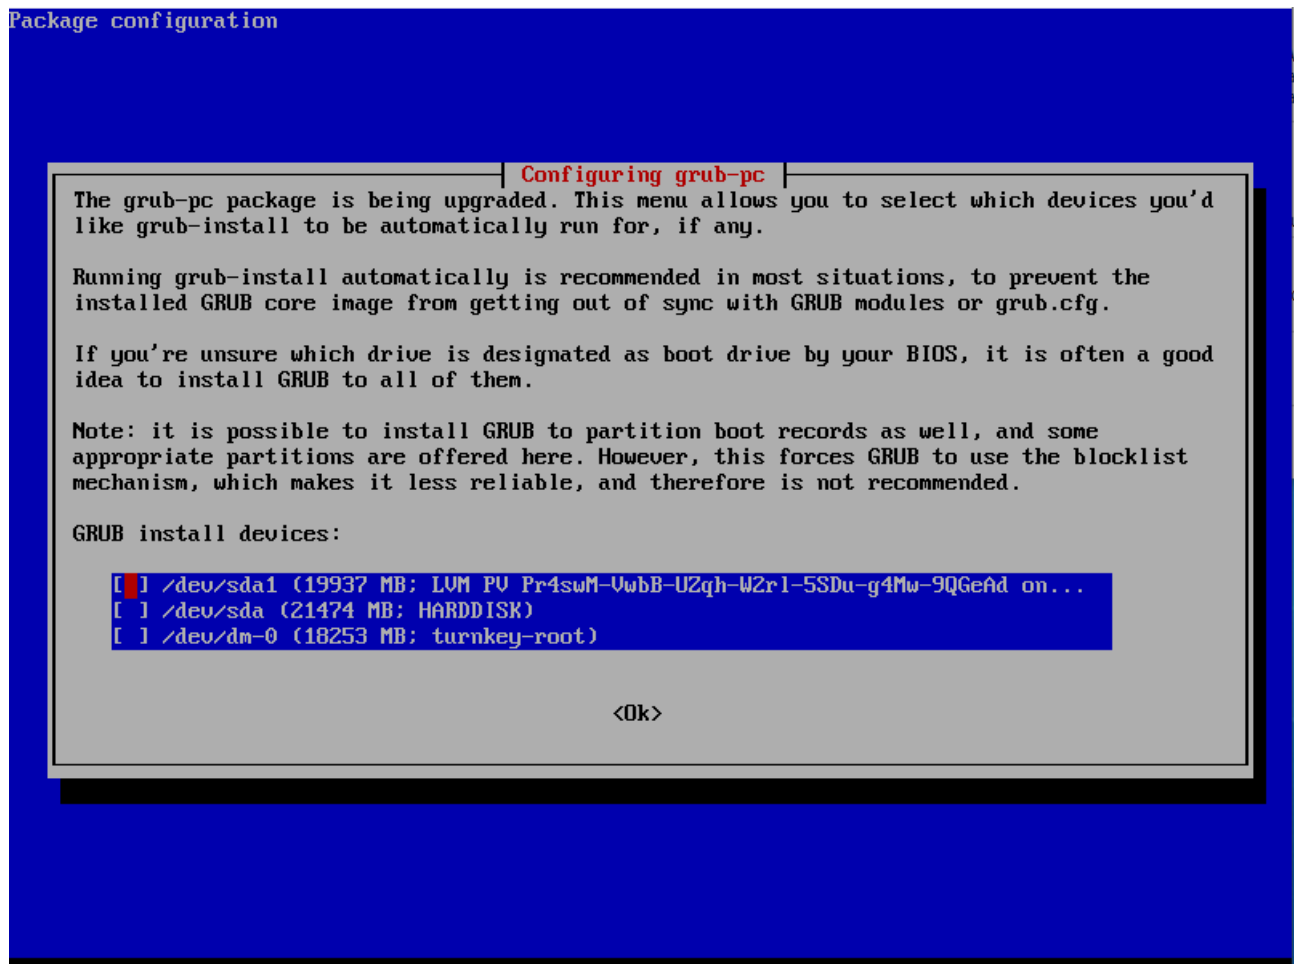 Package configuration
Configuring grub-pc
The grub-pc package is being upgraded. This menu allows you to select which devices you'd
like grub-install to be automatically run for, if any.
Running grub-install automatically is recommended in most situations, to prevent the
installed GRUB core image from getting out of sync with GRUB modules or grub.cfg.
If you're unsure which drive is designated as boot drive by your BIOS, it is often a good
idea to install GRUB to all of them.
Note: it is possible to install GRUB to partition boot records as well, and some
appropriate partitions are offered here. However, this forces GRUB to use the blocklist
mechanism, which makes it less reliable, and therefore is not recommended.
GRUB install devices:
[ ] /dev/sda1 (19937 MB; LVM PV Pr4swM-VwbB-UZqh-WZrl-5SDu-g4Mw-9QGeAd on...
[ ] /dev/sda (21474 MB; HARDDISK)
[ ] /dev/dm-0 (18253 MB; turnkey-root)
<Ok>